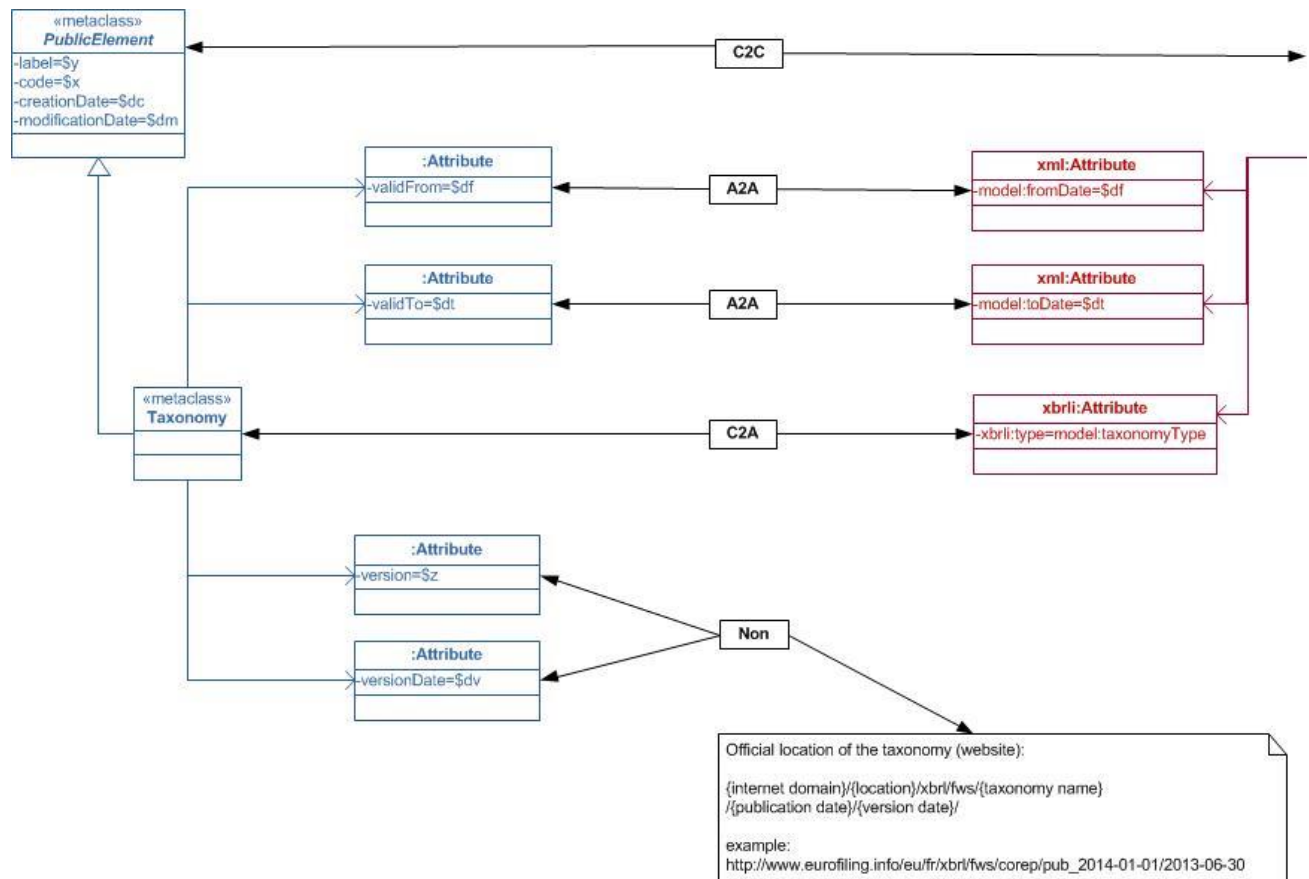 «metaclass»
PublicElement
-label=$y
-code=$x
-creationDate=$dc
-modificationDate=$dm
C2C
:Attribute
-validFrom=$df
A2A
xml:Attribute
-model:fromDate=$df
:Attribute
-validTo=$dt
A2A
xml:Attribute
-model:toDate=$dt
«metaclass»
Taxonomy
C2A
xbrli:Attribute
-xbrli:type=model:taxonomyType
:Attribute
-version=$z
Non
:Attribute
-versionDate=$dv
Official location of the taxonomy (website):
{internet domain}/{location}/xbrl/fws/{taxonomy name}
/{publication date}/{version date}/
example:
http://www.eurofiling.info/eu/fr/xbrl/fws/corep/pub_2014-01-01/2013-06-30